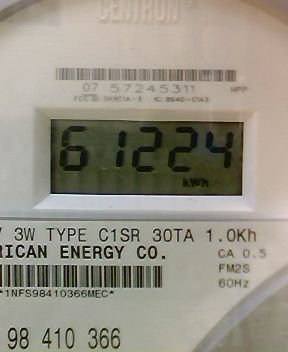 CENTRON
07 57245311
61224
kWh
V 3W TYPE C1SR 30TA 1.0Kh
RICAN ENERGY CO. CA 0.5
FM2S
60Hz
*1NFS98410366MEC*
98 410 366